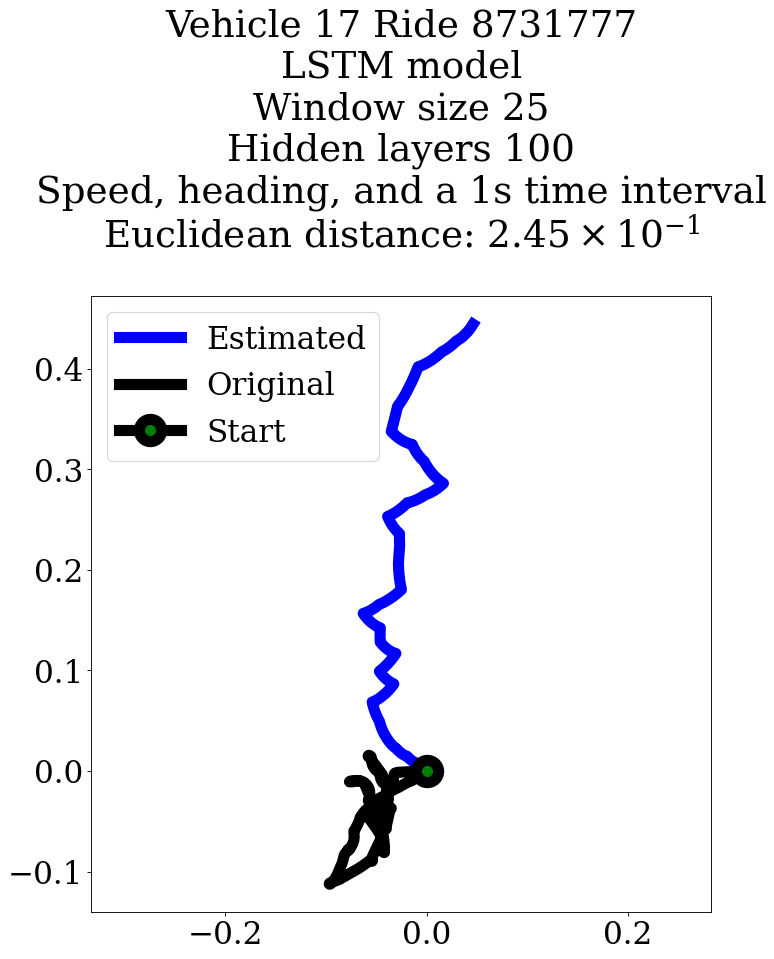 Vehicle 17 Ride 8731777
LSTM model
Window size 25
Hidden layers 100
Speed, heading, and a 1s time interval
Euclidean distance: 2.45 × 10⁻¹
Estimated
Original
Start
0.4
0.3
0.2
0.1
0.0
−0.1
−0.2 0.0 0.2